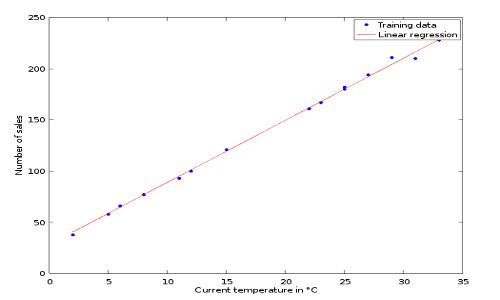 250
200
150
100
50
0
Number of sales
Training data
Linear regression
0 5 10 15 20 25 30 35
Current temperature in °C